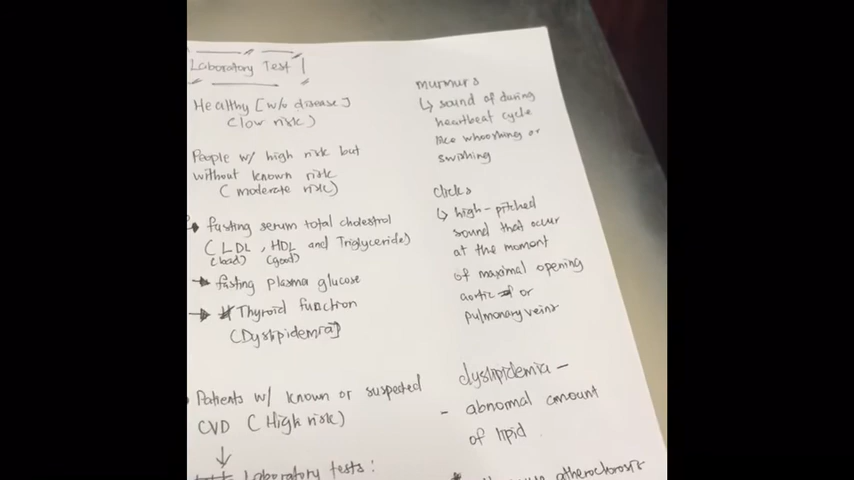 Laboratory Test
Healthy [w/o disease]
(low risk)
People w/ high risk but
without known risk
(moderate risk)
fasting serum total cholestrol
(LDL, HDL and Triglyceride)
(bad) (good)
fasting plasma glucose
Thyroid function
(Dyslipidemia)
Patients w/ known or suspected
CVD (High risk)
↓
Laboratory tests:
murmurs
↳ sound of during
heartbeat cycle
like whooshing or
swishing
clicks
↳ high-pitched
sound that occur
at the moment
of maximal opening
aortic or
pulmonary veins
dyslipidemia -
- abnormal amount
of lipid